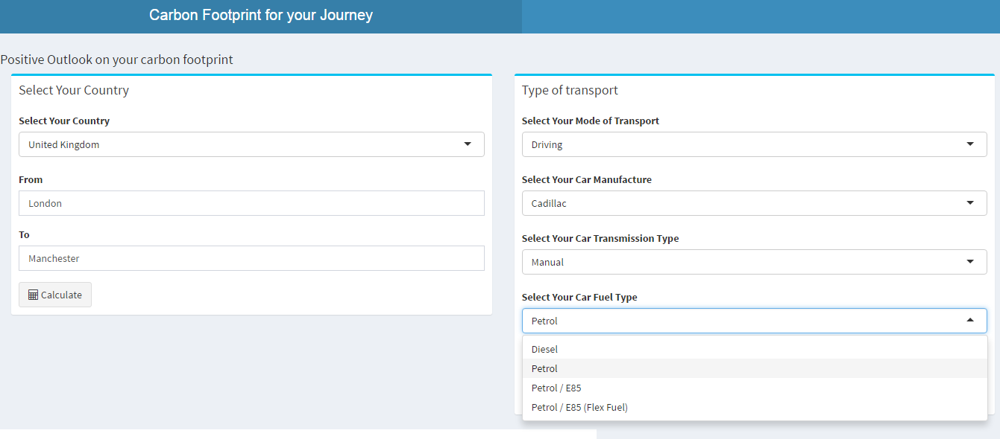 Carbon Footprint for your Journey
Positive Outlook on your carbon footprint
Select Your Country
Select Your Country
United Kingdom
From
London
To
Manchester
Calculate
Type of transport
Select Your Mode of Transport
Driving
Select Your Car Manufacture
Cadillac
Select Your Car Transmission Type
Manual
Select Your Car Fuel Type
Petrol
Diesel
Petrol
Petrol / E85
Petrol / E85 (Flex Fuel)